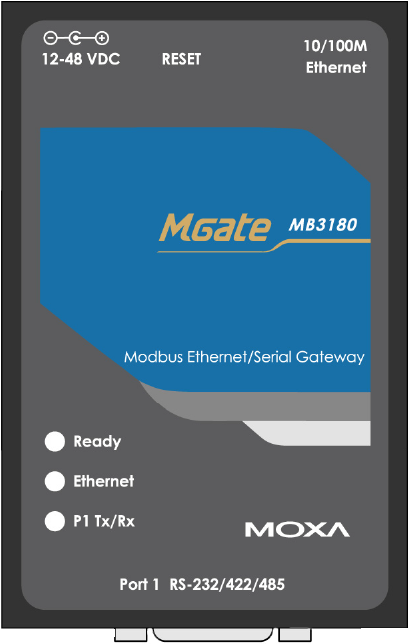 12-48 VDC
RESET
10/100M
Ethernet
MGate MB3180
Modbus Ethernet/Serial Gateway
Ready
Ethernet
P1 Tx/Rx
MOXA
Port 1 RS-232/422/485